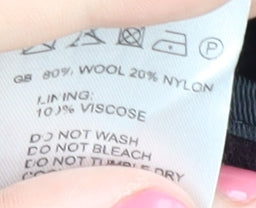 P
GB 80% WOOL 20% NYLON
LINING:
100% VISCOSE
DO NOT WASH
DO NOT BLEACH
DO NOT TUMBLE DRY